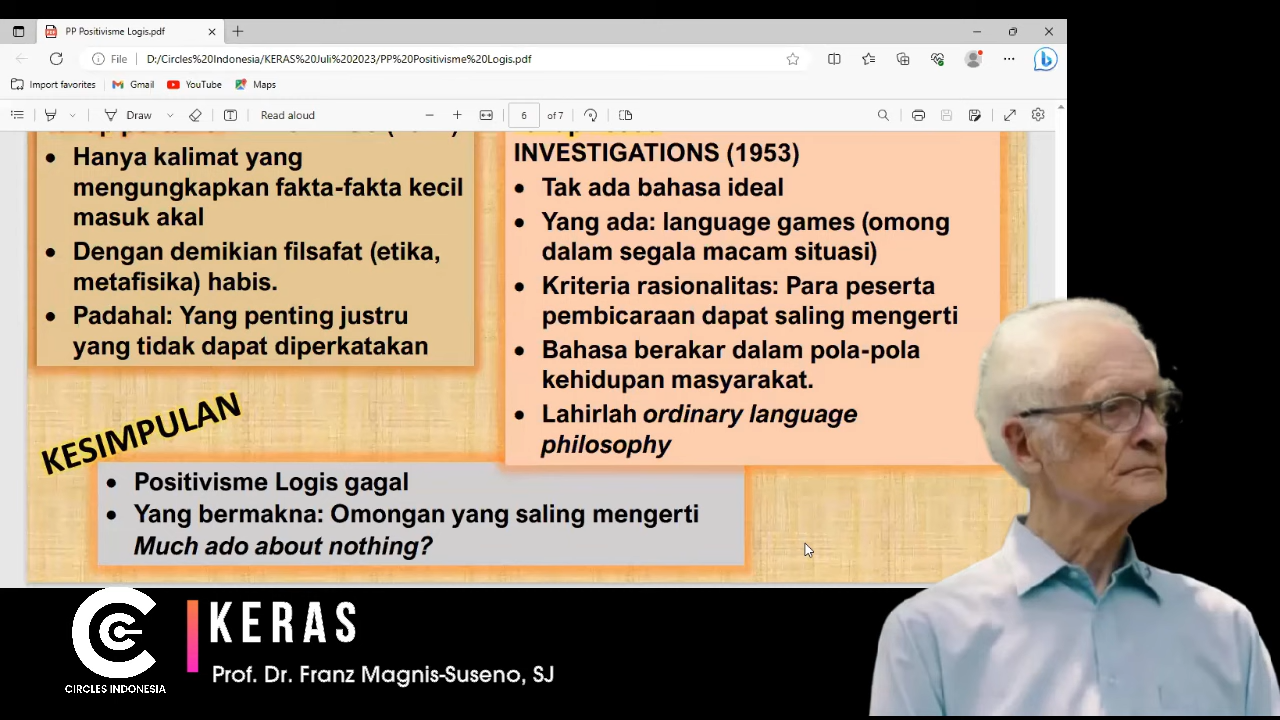 PP Positivisme Logis.pdf
File
D:/Circles%20Indonesia/KERAS%20Juli%202023/PP%20Positivisme%20Logis.pdf
Import favorites
Gmail
YouTube
Maps
Draw
Read aloud
6
of 7
• Hanya kalimat yang
mengungkapkan fakta-fakta kecil
masuk akal
• Dengan demikian filsafat (etika,
metafisika) habis.
• Padahal: Yang penting justru
yang tidak dapat diperkatakan
INVESTIGATIONS (1953)
• Tak ada bahasa ideal
• Yang ada: language games (omong
dalam segala macam situasi)
• Kriteria rasionalitas: Para peserta
pembicaraan dapat saling mengerti
• Bahasa berakar dalam pola-pola
kehidupan masyarakat.
• Lahirlah ordinary language
philosophy
KESIMPULAN
• Positivisme Logis gagal
• Yang bermakna: Omongan yang saling mengerti
Much ado about nothing?
CIRCLES INDONESIA
KERAS
Prof. Dr. Franz Magnis-Suseno, SJ